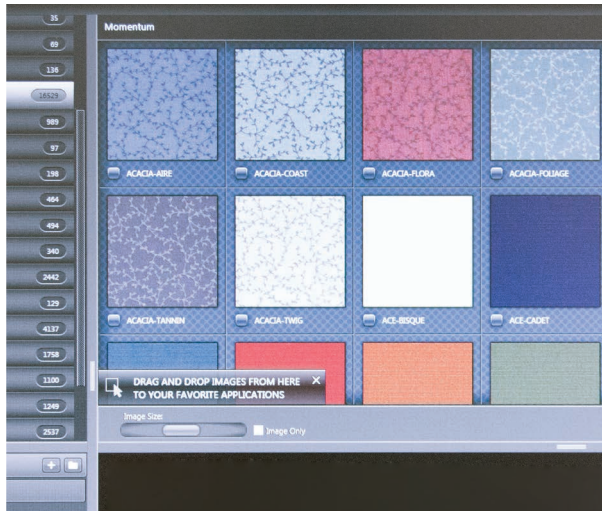 35
69
136
16529
989
97
198
464
494
340
2442
129
4137
1758
1100
1249
2537
Momentum
ACACIA-AIRE
ACACIA-COAST
ACACIA-FLORA
ACACIA-FOLIAGE
ACACIA-TANNIN
ACACIA-TWIG
ACE-BISQUE
ACE-CADET
DRAG AND DROP IMAGES FROM HERE
TO YOUR FAVORITE APPLICATIONS
Image Size:
Image Only